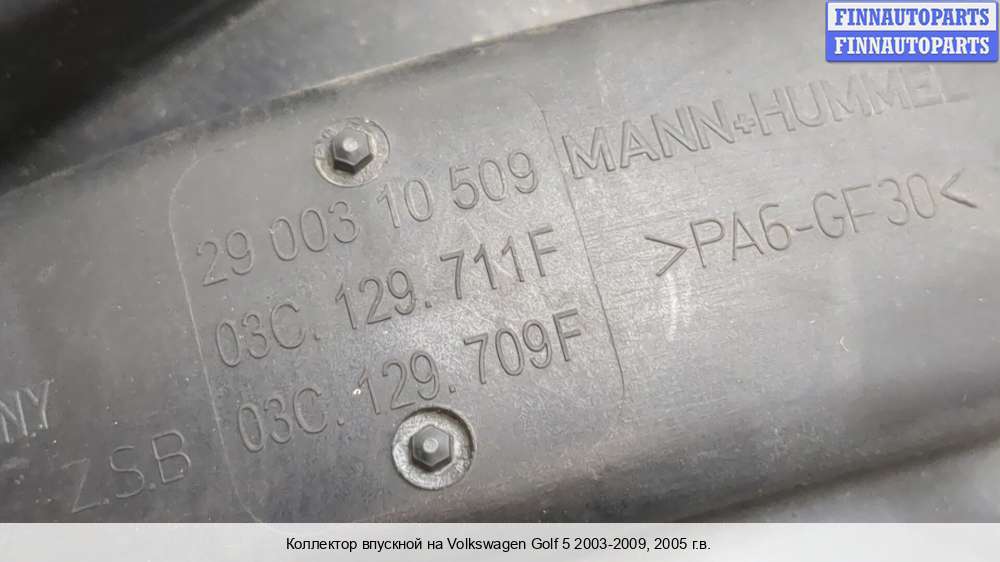 FINNAUTOPARTS
FINNAUTOPARTS
MANN+HUMMEL
>PA6-GF30<
29 003 10 509
03C. 129. 711F
03C. 129. 709F
NY
Z.S.B
Коллектор впускной на Volkswagen Golf 5 2003-2009, 2005 г.в.